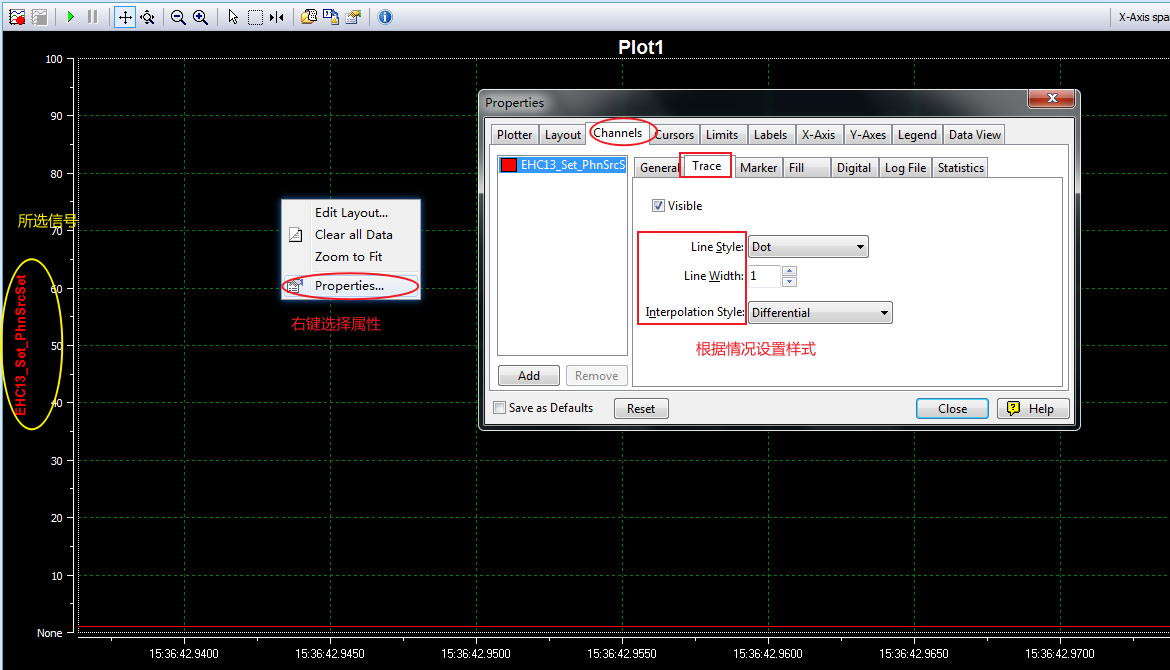 X-Axis spa
Plot1
100
90
80
70
60
50
40
30
20
10
None
所选信号
EHC13_Set_PhnSrcSet
Edit Layout...
Clear all Data
Zoom to Fit
Properties...
右键选择属性
Properties
Plotter Layout Channels Cursors Limits Labels X-Axis Y-Axes Legend Data View
EHC13_Set_PhnSrcS
General Trace Marker Fill Digital Log File Statistics
Visible
Line Style: Dot
Line Width: 1
Interpolation Style: Differential
根据情况设置样式
Add Remove
Save as Defaults Reset Close Help
15:36:42.9400 15:36:42.9450 15:36:42.9500 15:36:42.9550 15:36:42.9600 15:36:42.9650 15:36:42.9700